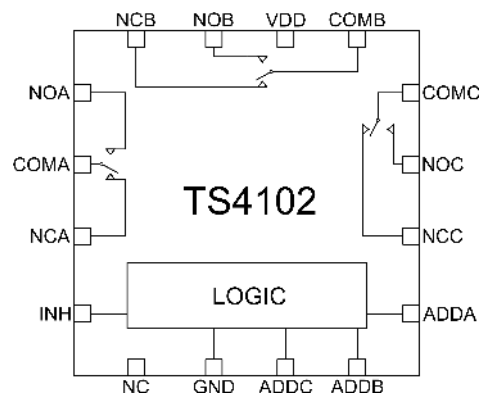 NCB NOB VDD COMB
NOA COMC
COMA NOC
TS4102
NCA NCC
LOGIC
INH ADDA
NC GND ADDC ADDB